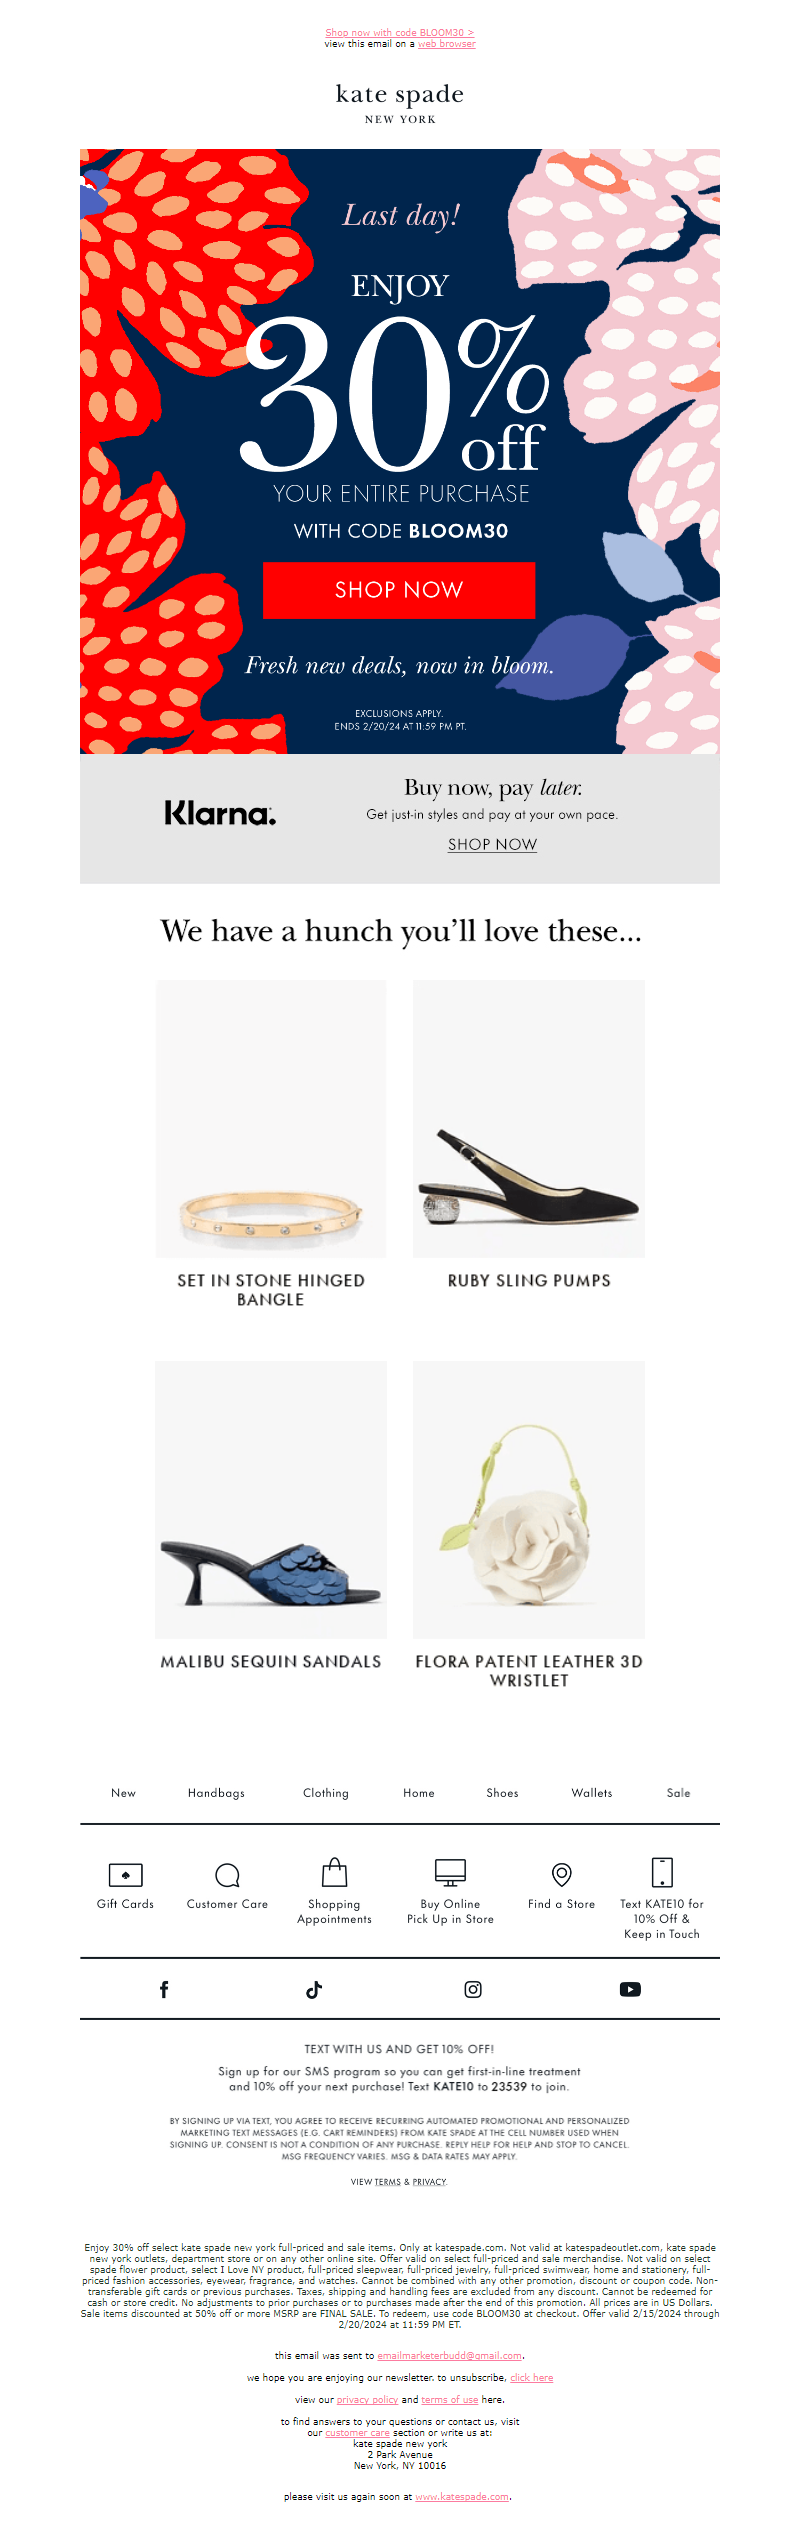 Shop now with code BLOOM30 >
view this email on a web browser
kate spade
NEW YORK
Last day!
ENJOY
30% off
YOUR ENTIRE PURCHASE
WITH CODE BLOOM30
SHOP NOW
Fresh new deals, now in bloom.
EXCLUSIONS APPLY.
ENDS 2/20/24 AT 11:59 PM PT.
Klarna.
Buy now, pay later.
Get just-in styles and pay at your own pace.
SHOP NOW
We have a hunch you'll love these...
SET IN STONE HINGED
BANGLE
RUBY SLING PUMPS
MALIBU SEQUIN SANDALS
FLORA PATENT LEATHER 3D
WRISTLET
New Handbags Clothing Home Shoes Wallets Sale
Gift Cards
Customer Care
Shopping
Appointments
Buy Online
Pick Up in Store
Find a Store
Text KATE10 for
10% Off &
Keep in Touch
TEXT WITH US AND GET 10% OFF!
Sign up for our SMS program so you can get first-in-line treatment
and 10% off your next purchase! Text KATE10 to 23539 to join.
BY SIGNING UP VIA TEXT, YOU AGREE TO RECEIVE RECURRING AUTOMATED PROMOTIONAL AND PERSONALIZED
MARKETING TEXT MESSAGES (E.G. CART REMINDERS) FROM KATE SPADE AT THE CELL NUMBER USED WHEN
SIGNING UP. CONSENT IS NOT A CONDITION OF ANY PURCHASE. REPLY HELP FOR HELP AND STOP TO CANCEL.
MSG FREQUENCY VARIES. MSG & DATA RATES MAY APPLY.
VIEW TERMS & PRIVACY.
Enjoy 30% off select kate spade new york full-priced and sale items. Only at katespade.com. Not valid at katespadeoutlet.com, kate spade
new york outlets, department store or on any other online site. Offer valid on select full-priced and sale merchandise. Not valid on select
spade flower product, select I Love NY product, full-priced sleepwear, full-priced jewelry, full-priced swimwear, home and stationery, full-
priced fashion accessories, eyewear, fragrance, and watches. Cannot be combined with any other promotion, discount or coupon code. Non-
transferable gift cards or previous purchases. Taxes, shipping and handling fees are excluded from any discount. Cannot be redeemed for
cash or store credit. No adjustments to prior purchases or to purchases made after the end of this promotion. All prices are in US Dollars.
Sale items discounted at 50% off or more MSRP are FINAL SALE. To redeem, use code BLOOM30 at checkout. Offer valid 2/15/2024 through
2/20/2024 at 11:59 PM ET.
this email was sent to emailmarketerbudd@gmail.com.
we hope you are enjoying our newsletter. to unsubscribe, click here
view our privacy policy and terms of use here.
to find answers to your questions or contact us, visit
our customer care section or write us at:
kate spade new york
2 Park Avenue
New York, NY 10016
please visit us again soon at www.katespade.com.